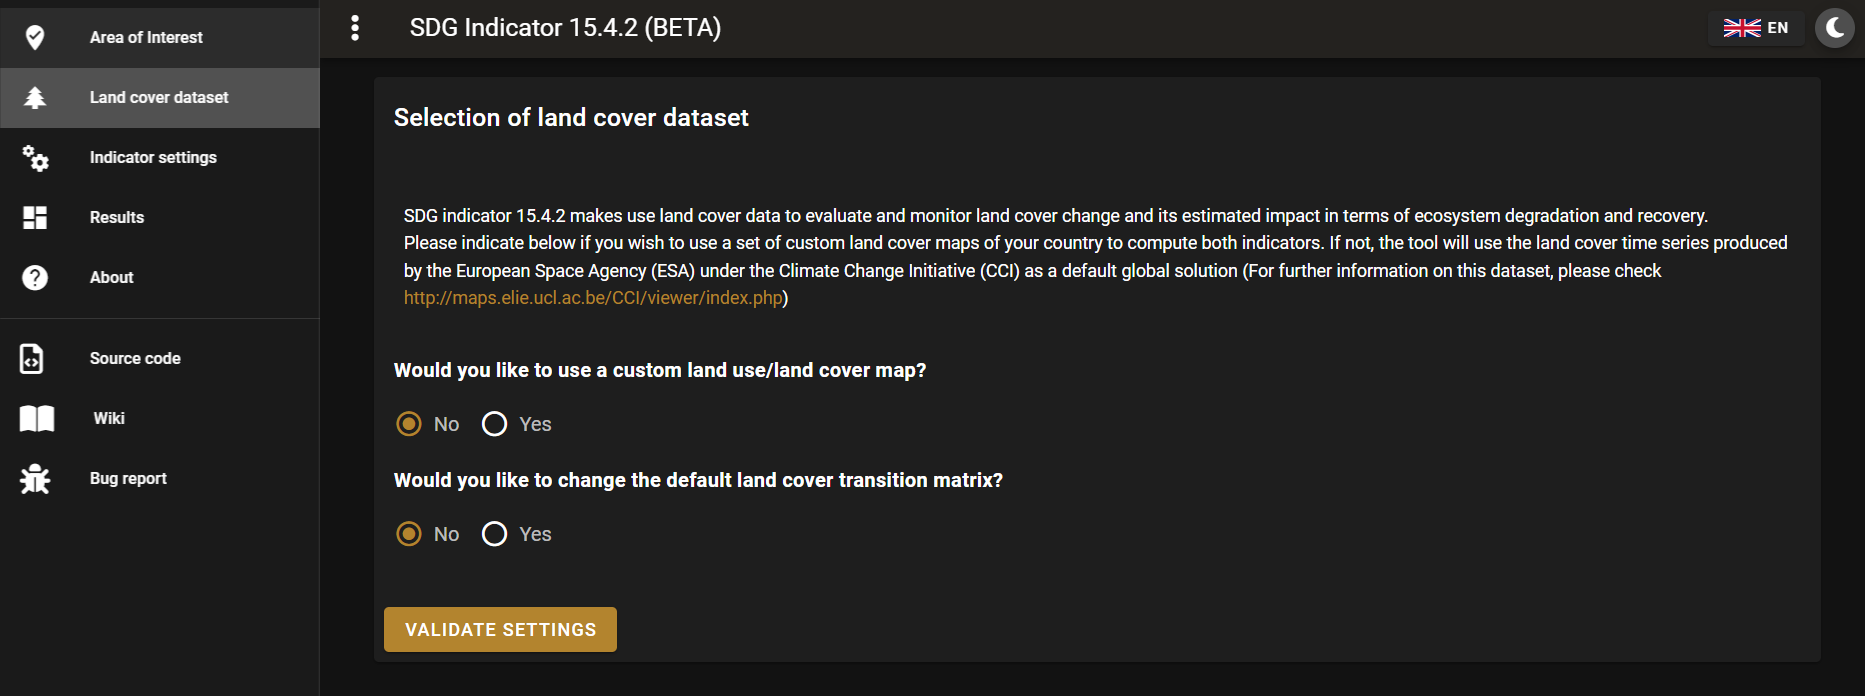 Area of Interest
Land cover dataset
Indicator settings
Results
About
Source code
Wiki
Bug report
SDG Indicator 15.4.2 (BETA)
EN
Selection of land cover dataset
SDG indicator 15.4.2 makes use land cover data to evaluate and monitor land cover change and its estimated impact in terms of ecosystem degradation and recovery.
Please indicate below if you wish to use a set of custom land cover maps of your country to compute both indicators. If not, the tool will use the land cover time series produced
by the European Space Agency (ESA) under the Climate Change Initiative (CCI) as a default global solution (For further information on this dataset, please check
http://maps.elie.ucl.ac.be/CCI/viewer/index.php)
Would you like to use a custom land use/land cover map?
No Yes
Would you like to change the default land cover transition matrix?
No Yes
VALIDATE SETTINGS